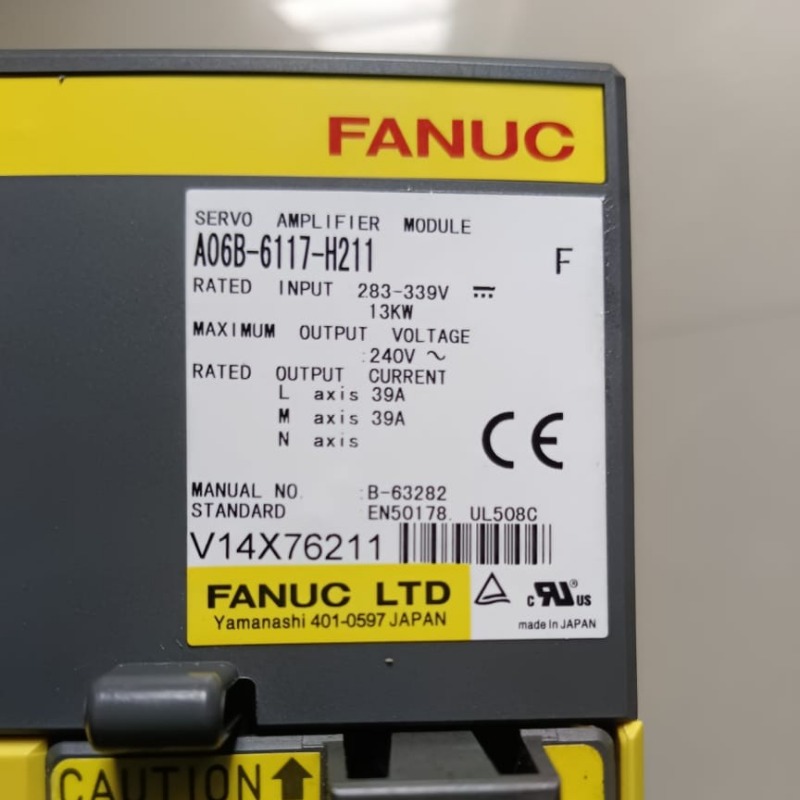 FANUC
SERVO AMPLIFIER MODULE
A06B-6117-H211 F
RATED INPUT 283-339V
13KW
MAXIMUM OUTPUT VOLTAGE
:240V ~
RATED OUTPUT CURRENT
L axis 39A
M axis 39A
N axis
CE
MANUAL NO. :B-63282
STANDARD EN50178, UL508C
V14X76211
FANUC LTD
Yamanashi 401-0597 JAPAN
c RU® US
made in JAPAN
CAUTION